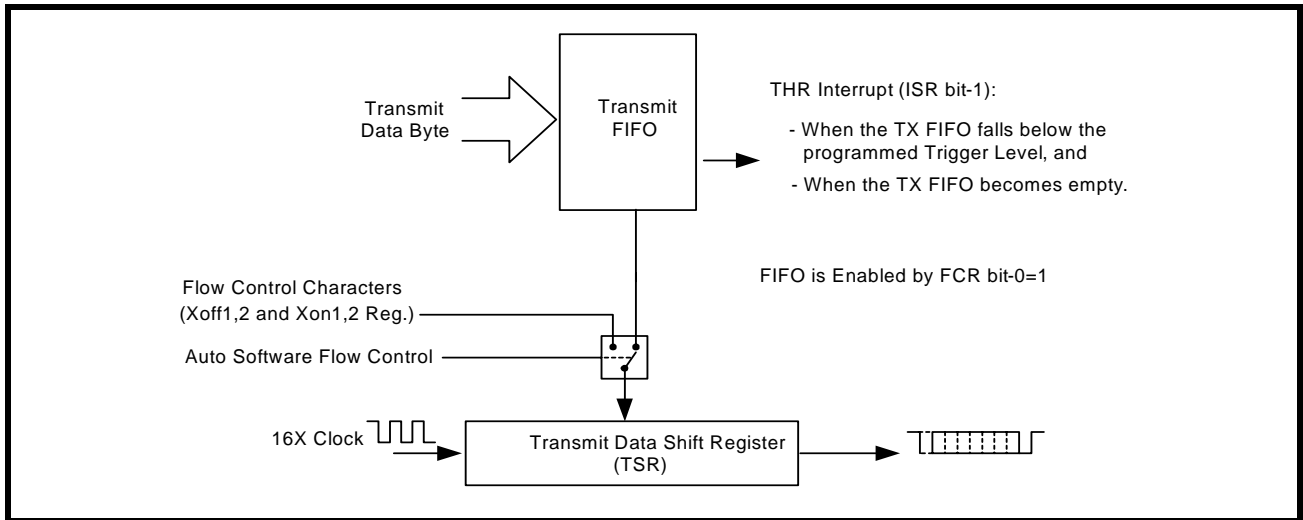 Transmit
Data Byte
Transmit
FIFO
THR Interrupt (ISR bit-1):
- When the TX FIFO falls below the
programmed Trigger Level, and
- When the TX FIFO becomes empty.
FIFO is Enabled by FCR bit-0=1
Flow Control Characters
(Xoff1,2 and Xon1,2 Reg.)
Auto Software Flow Control
16X Clock
Transmit Data Shift Register
(TSR)